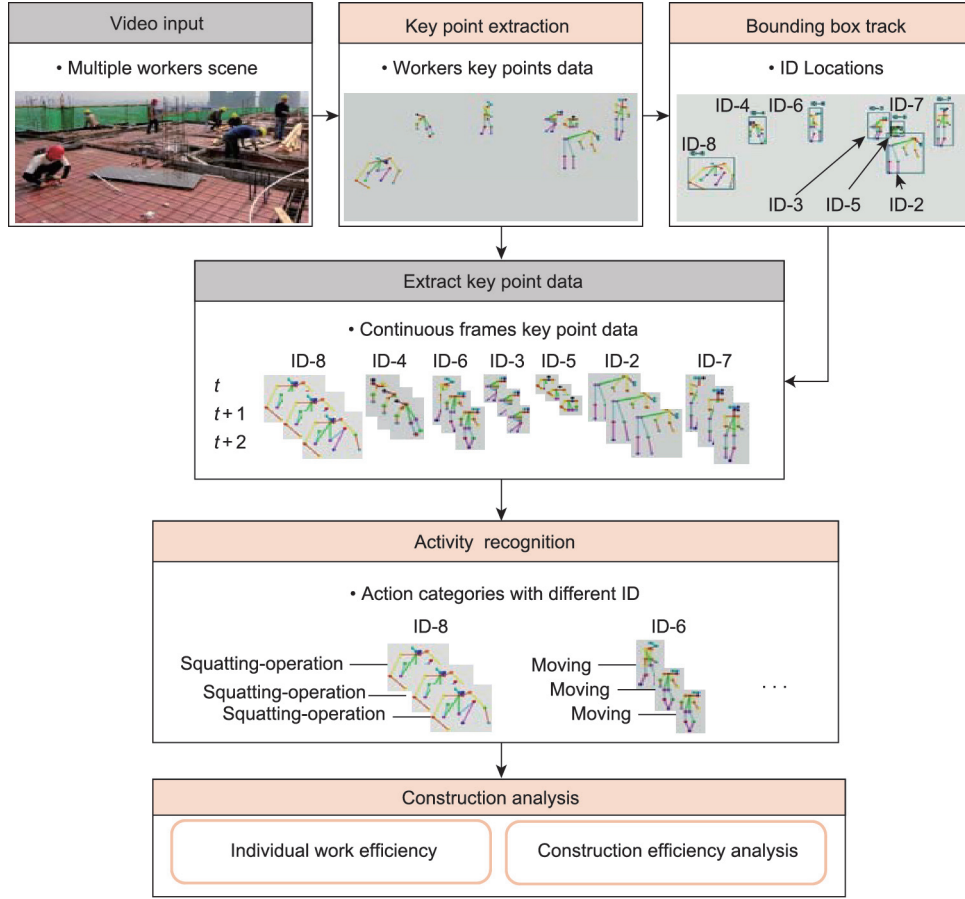 Video input
• Multiple workers scene
Key point extraction
• Workers key points data
Bounding box track
• ID Locations
ID-4
ID-6
ID-7
ID-8
ID-3
ID-5
ID-2
Extract key point data
• Continuous frames key point data
ID-8
ID-4
ID-6
ID-3
ID-5
ID-2
ID-7
t
t + 1
t + 2
Activity recognition
• Action categories with different ID
ID-8
Squatting-operation
Squatting-operation
Squatting-operation
ID-6
Moving
Moving
Moving
. . .
Construction analysis
Individual work efficiency
Construction efficiency analysis